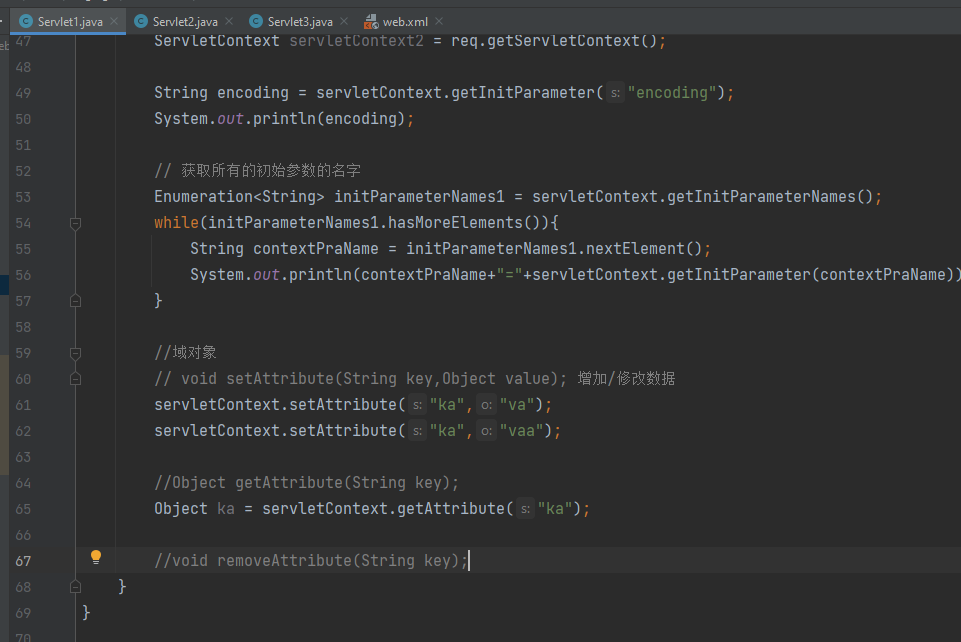 Servlet1.java Servlet2.java Servlet3.java web.xml
47 ServletContext servletContext2 = req.getServletContext();
48
49 String encoding = servletContext.getInitParameter( s: "encoding");
50 System.out.println(encoding);
51
52 // 获取所有的初始参数的名字
53 Enumeration<String> initParameterNames1 = servletContext.getInitParameterNames();
54 while(initParameterNames1.hasMoreElements()){
55 String contextPraName = initParameterNames1.nextElement();
56 System.out.println(contextPraName+"="+servletContext.getInitParameter(contextPraName))
57 }
58
59 //域对象
60 // void setAttribute(String key,Object value); 增加/修改数据
61 servletContext.setAttribute( s: "ka", o: "va");
62 servletContext.setAttribute( s: "ka", o: "vaa");
63
64 //Object getAttribute(String key);
65 Object ka = servletContext.getAttribute( s: "ka");
66
67 //void removeAttribute(String key);
68 }
69 }
70